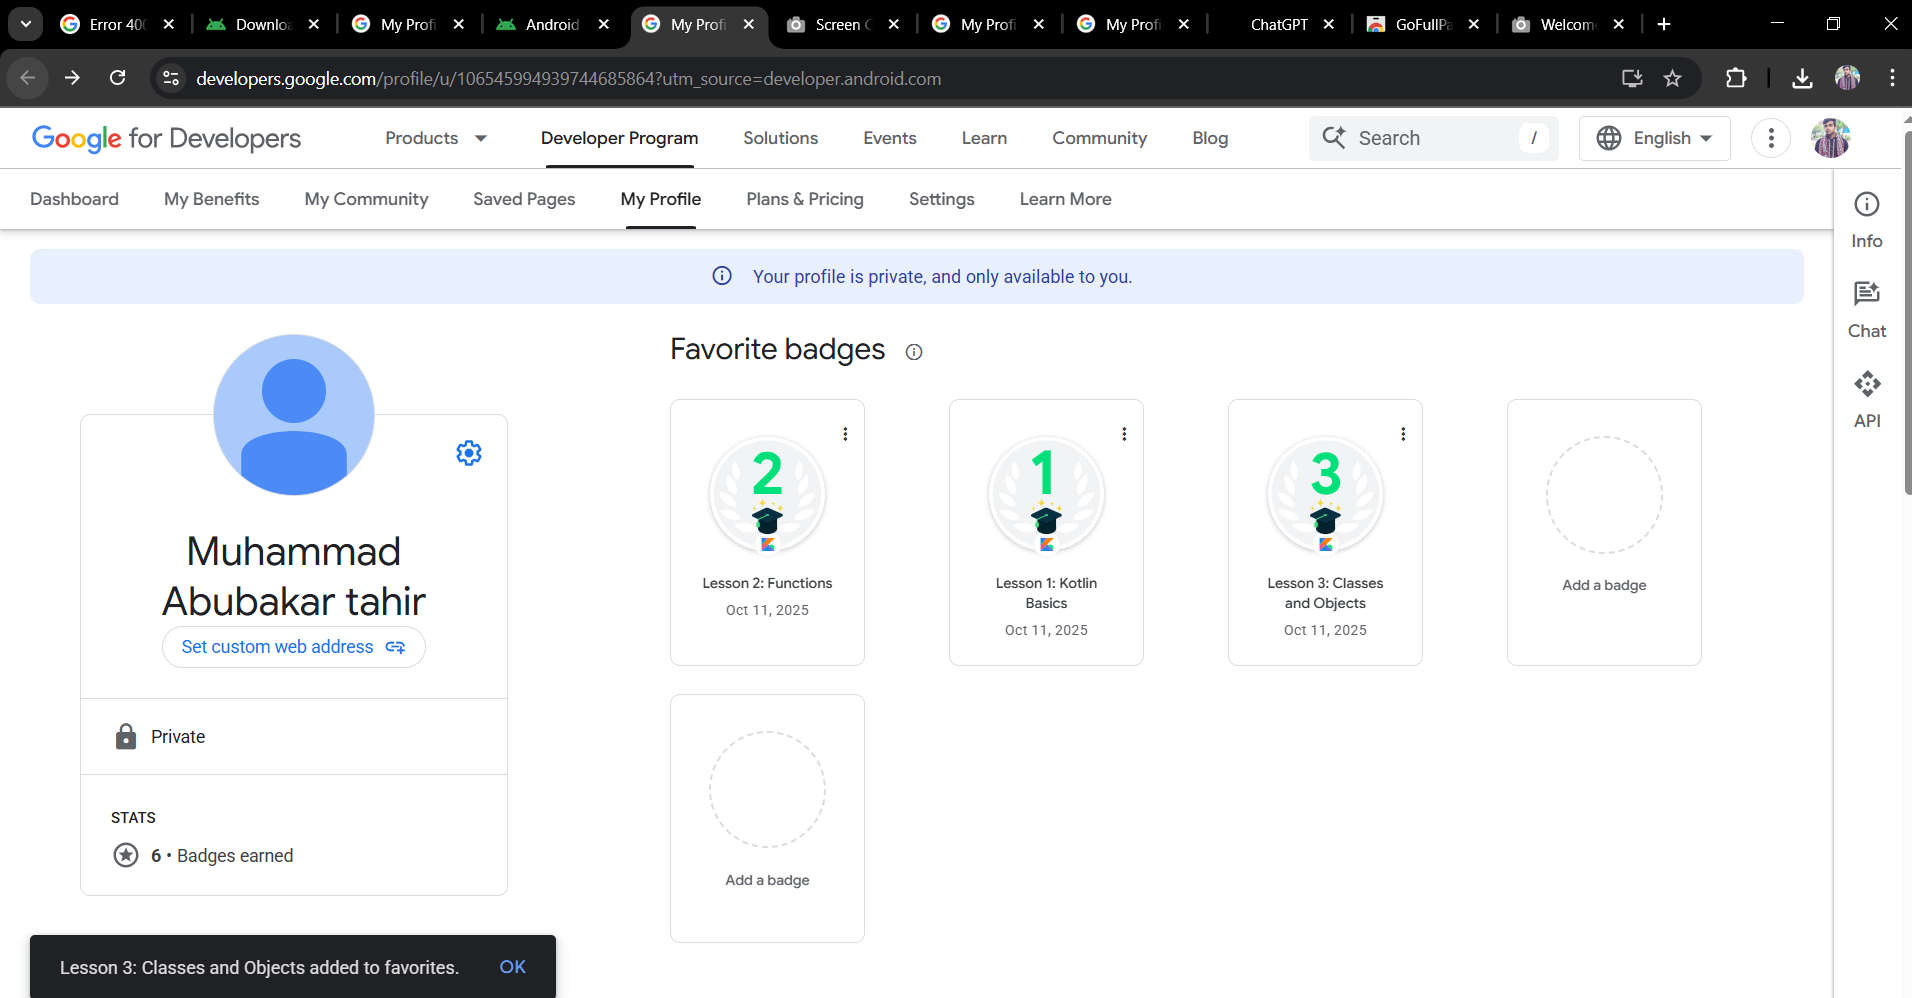 Error 40
Downloa
My Profi
Android
My Profi
Screen C
My Profi
My Profi
ChatGPT
GoFullPa
Welcom
developers.google.com/profile/u/106545994939744685864?utm_source=developer.android.com
Google for Developers
Products
Developer Program
Solutions
Events
Learn
Community
Blog
Search
/
English
Dashboard
My Benefits
My Community
Saved Pages
My Profile
Plans & Pricing
Settings
Learn More
Info
Chat
API
Your profile is private, and only available to you.
Muhammad
Abubakar tahir
Set custom web address
Private
STATS
6 • Badges earned
Favorite badges
2
Lesson 2: Functions
Oct 11, 2025
1
Lesson 1: Kotlin
Basics
Oct 11, 2025
3
Lesson 3: Classes
and Objects
Oct 11, 2025
Add a badge
Add a badge
Lesson 3: Classes and Objects added to favorites.
OK